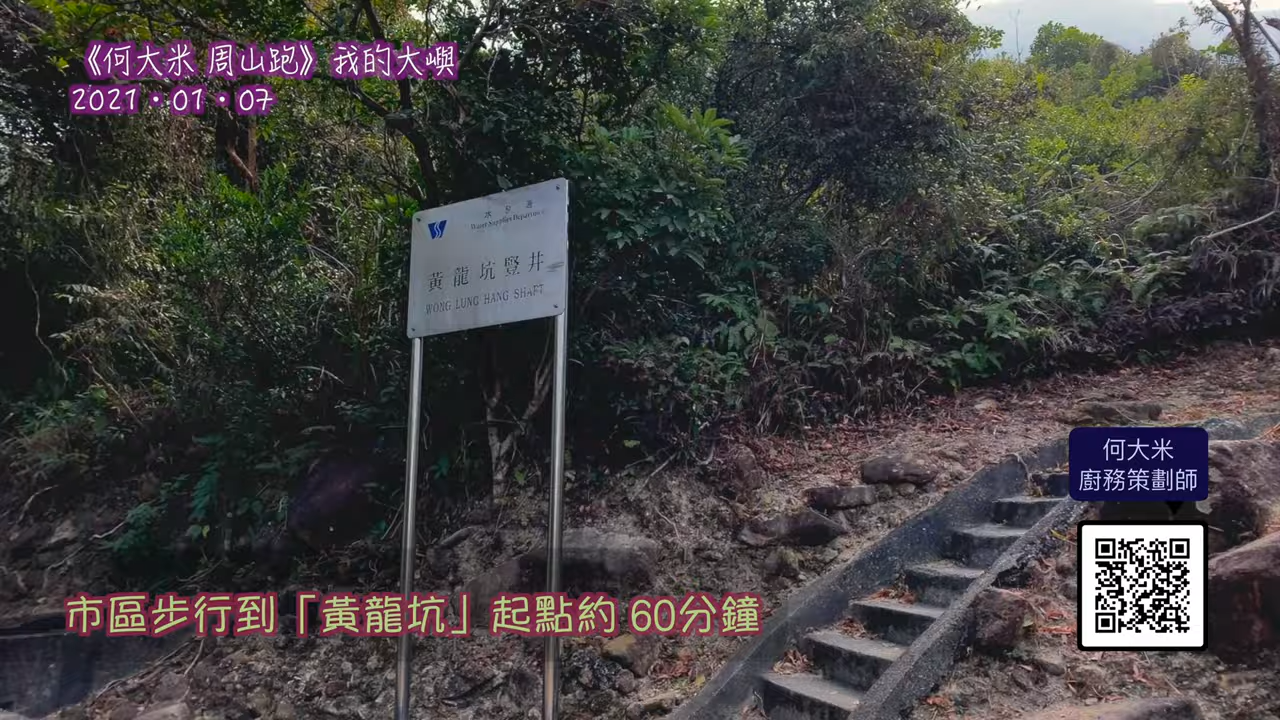 《何大米 周山跑》我的大嶼
2021·01·07
水務署
Water Supplies Department
黃龍坑豎井
WONG LUNG HANG SHAFT
何大米
廚務策劃師
市區步行到「黃龍坑」起點約 60分鐘